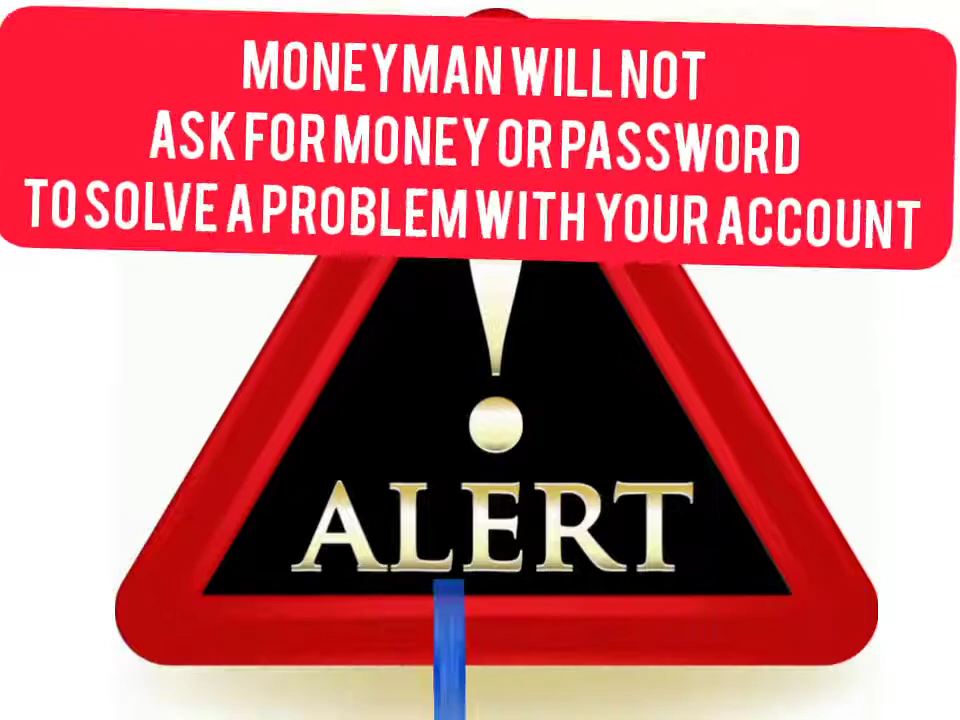 MONEYMAN WILL NOT
ASK FOR MONEY OR PASSWORD
TO SOLVE A PROBLEM WITH YOUR ACCOUNT
!
ALERT